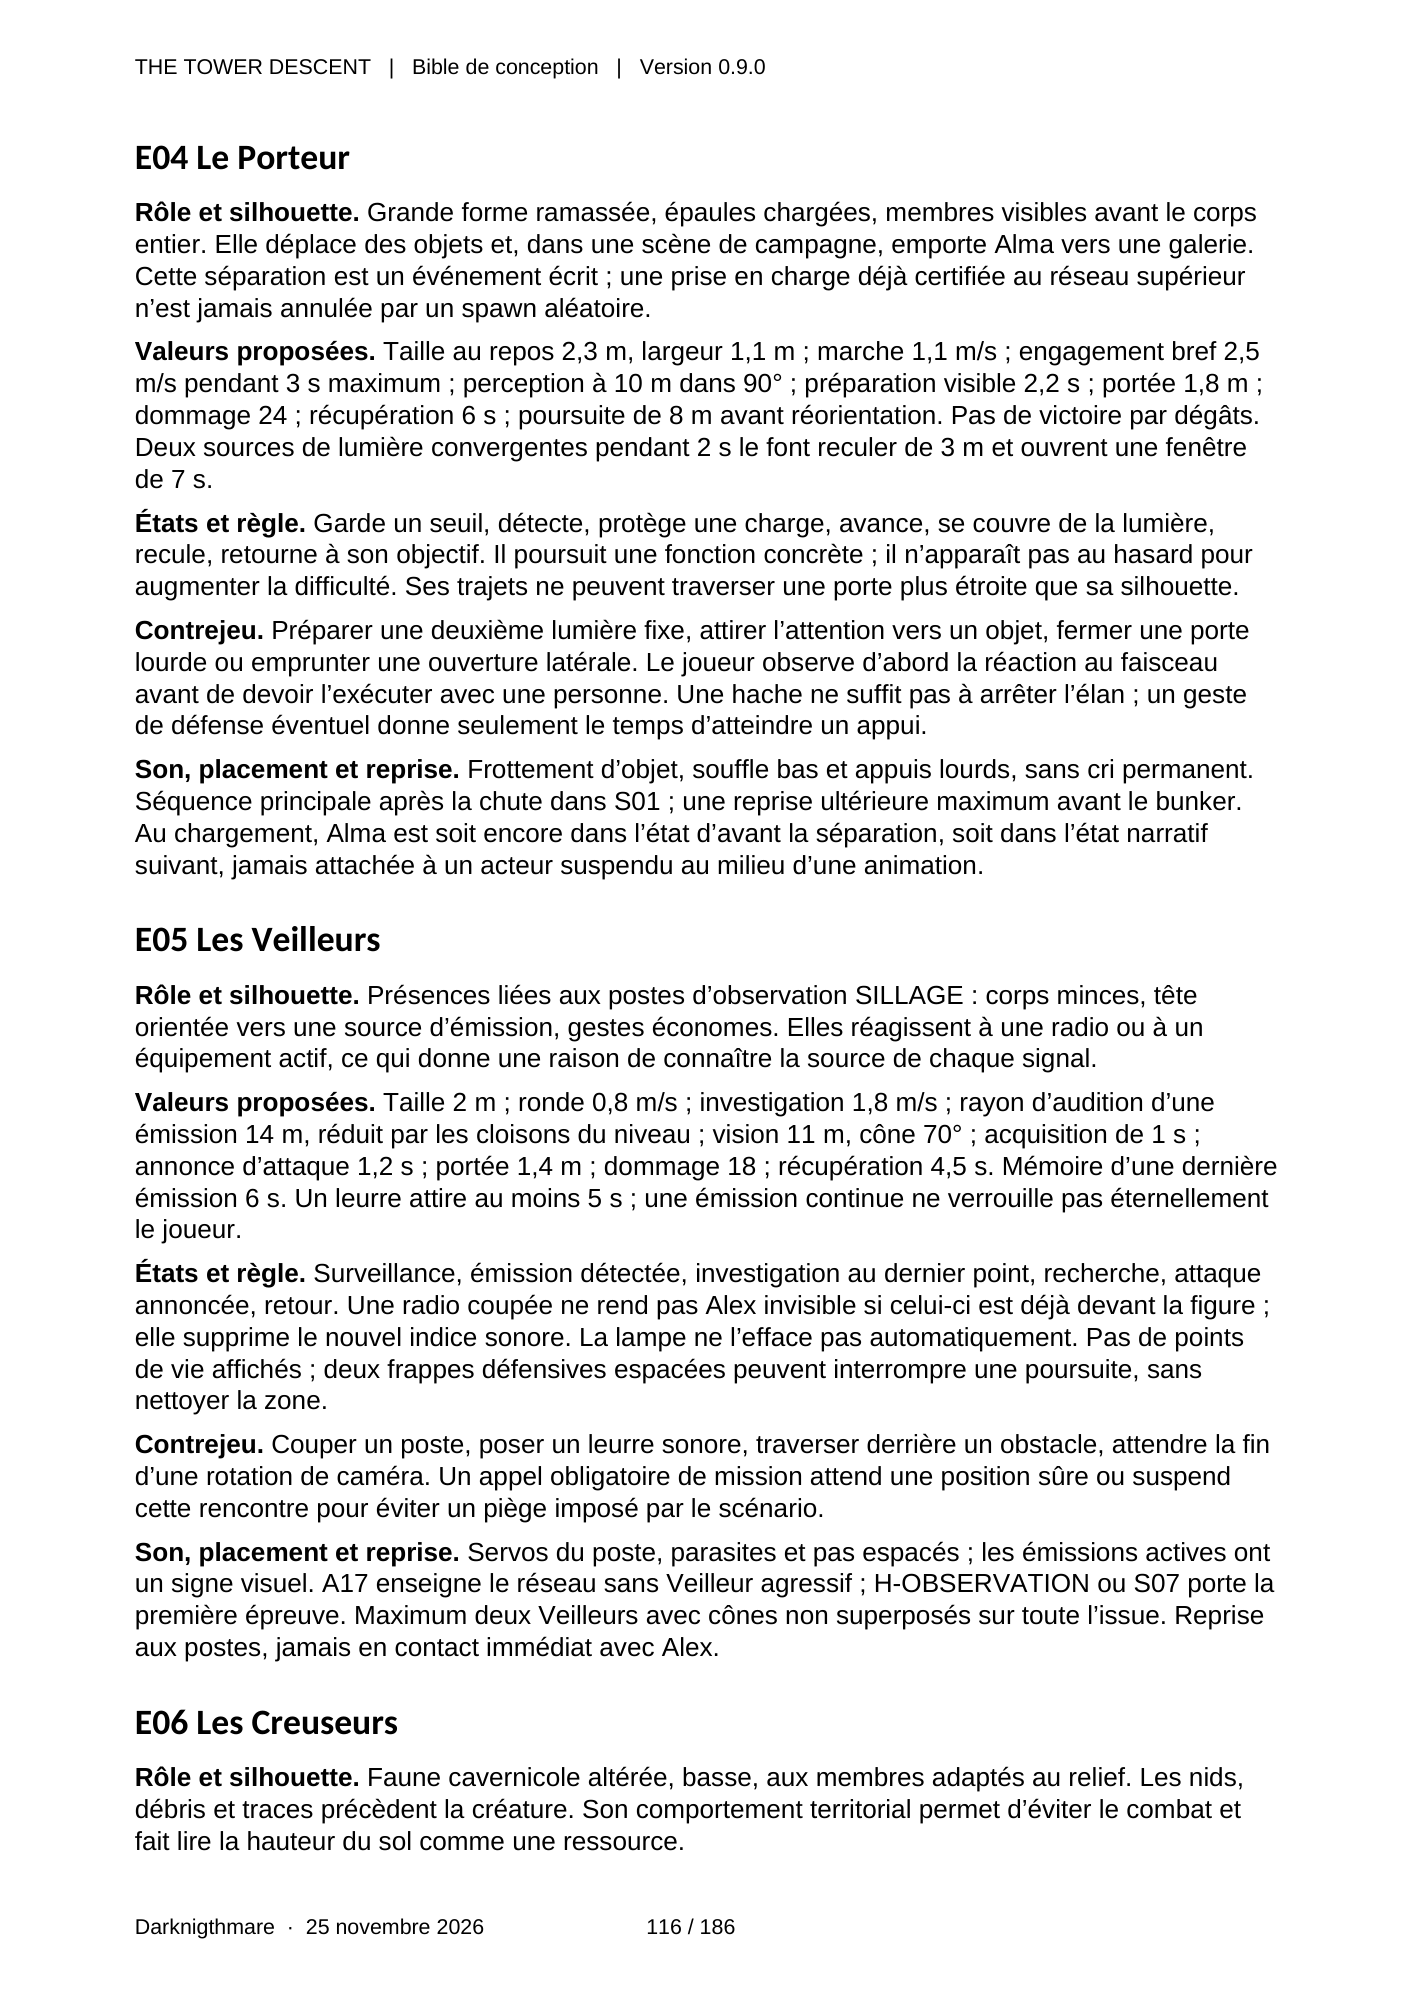 THE TOWER DESCENT | Bible de conception | Version 0.9.0
E04 Le Porteur
Rôle et silhouette. Grande forme ramassée, épaules chargées, membres visibles avant le corps
entier. Elle déplace des objets et, dans une scène de campagne, emporte Alma vers une galerie.
Cette séparation est un événement écrit ; une prise en charge déjà certifiée au réseau supérieur
n’est jamais annulée par un spawn aléatoire.
Valeurs proposées. Taille au repos 2,3 m, largeur 1,1 m ; marche 1,1 m/s ; engagement bref 2,5
m/s pendant 3 s maximum ; perception à 10 m dans 90° ; préparation visible 2,2 s ; portée 1,8 m ;
dommage 24 ; récupération 6 s ; poursuite de 8 m avant réorientation. Pas de victoire par dégâts.
Deux sources de lumière convergentes pendant 2 s le font reculer de 3 m et ouvrent une fenêtre
de 7 s.
États et règle. Garde un seuil, détecte, protège une charge, avance, se couvre de la lumière,
recule, retourne à son objectif. Il poursuit une fonction concrète ; il n’apparaît pas au hasard pour
augmenter la difficulté. Ses trajets ne peuvent traverser une porte plus étroite que sa silhouette.
Contrejeu. Préparer une deuxième lumière fixe, attirer l’attention vers un objet, fermer une porte
lourde ou emprunter une ouverture latérale. Le joueur observe d’abord la réaction au faisceau
avant de devoir l’exécuter avec une personne. Une hache ne suffit pas à arrêter l’élan ; un geste
de défense éventuel donne seulement le temps d’atteindre un appui.
Son, placement et reprise. Frottement d’objet, souffle bas et appuis lourds, sans cri permanent.
Séquence principale après la chute dans S01 ; une reprise ultérieure maximum avant le bunker.
Au chargement, Alma est soit encore dans l’état d’avant la séparation, soit dans l’état narratif
suivant, jamais attachée à un acteur suspendu au milieu d’une animation.
E05 Les Veilleurs
Rôle et silhouette. Présences liées aux postes d’observation SILLAGE : corps minces, tête
orientée vers une source d’émission, gestes économes. Elles réagissent à une radio ou à un
équipement actif, ce qui donne une raison de connaître la source de chaque signal.
Valeurs proposées. Taille 2 m ; ronde 0,8 m/s ; investigation 1,8 m/s ; rayon d’audition d’une
émission 14 m, réduit par les cloisons du niveau ; vision 11 m, cône 70° ; acquisition de 1 s ;
annonce d’attaque 1,2 s ; portée 1,4 m ; dommage 18 ; récupération 4,5 s. Mémoire d’une dernière
émission 6 s. Un leurre attire au moins 5 s ; une émission continue ne verrouille pas éternellement
le joueur.
États et règle. Surveillance, émission détectée, investigation au dernier point, recherche, attaque
annoncée, retour. Une radio coupée ne rend pas Alex invisible si celui-ci est déjà devant la figure ;
elle supprime le nouvel indice sonore. La lampe ne l’efface pas automatiquement. Pas de points
de vie affichés ; deux frappes défensives espacées peuvent interrompre une poursuite, sans
nettoyer la zone.
Contrejeu. Couper un poste, poser un leurre sonore, traverser derrière un obstacle, attendre la fin
d’une rotation de caméra. Un appel obligatoire de mission attend une position sûre ou suspend
cette rencontre pour éviter un piège imposé par le scénario.
Son, placement et reprise. Servos du poste, parasites et pas espacés ; les émissions actives ont
un signe visuel. A17 enseigne le réseau sans Veilleur agressif ; H-OBSERVATION ou S07 porte la
première épreuve. Maximum deux Veilleurs avec cônes non superposés sur toute l’issue. Reprise
aux postes, jamais en contact immédiat avec Alex.
E06 Les Creuseurs
Rôle et silhouette. Faune cavernicole altérée, basse, aux membres adaptés au relief. Les nids,
débris et traces précèdent la créature. Son comportement territorial permet d’éviter le combat et
fait lire la hauteur du sol comme une ressource.
Darknigthmare · 25 novembre 2026 116 / 186